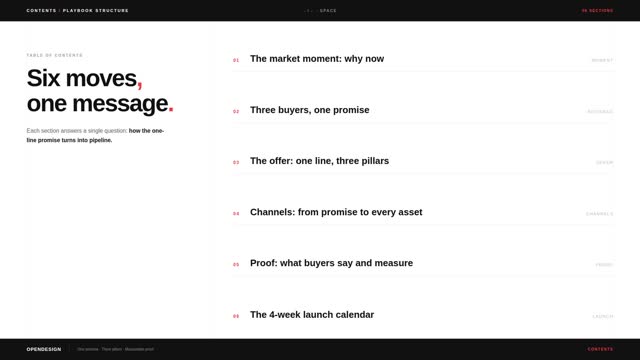 CONTENTS / PLAYBOOK STRUCTURE
SPACE
06 SECTIONS
TABLE OF CONTENTS
Six moves,
one message.
Each section answers a single question: how the one-
line promise turns into pipeline.
01 The market moment: why now MOMENT
02 Three buyers, one promise
03 The offer: one line, three pillars OFFER
04 Channels: from promise to every asset CHANNELS
05 Proof: what buyers say and measure PROOF
06 The 4-week launch calendar LAUNCH
OPENDESIGN
One promise · Three pillars · Measurable proof
CONTENTS